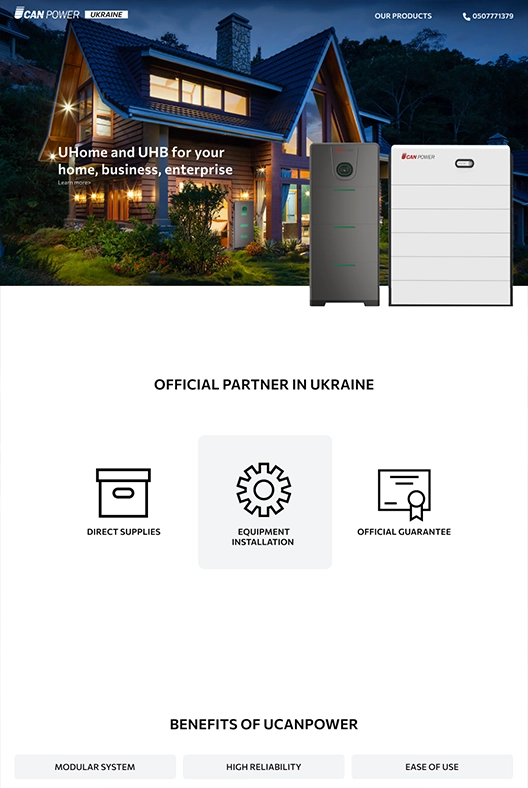 UCAN POWER UKRAINE
OUR PRODUCTS
0507771379
UHome and UHB for your
home, business, enterprise
Learn more>
UCAN POWER
OFFICIAL PARTNER IN UKRAINE
DIRECT SUPPLIES
EQUIPMENT
INSTALLATION
OFFICIAL GUARANTEE
BENEFITS OF UCANPOWER
MODULAR SYSTEM
HIGH RELIABILITY
EASE OF USE